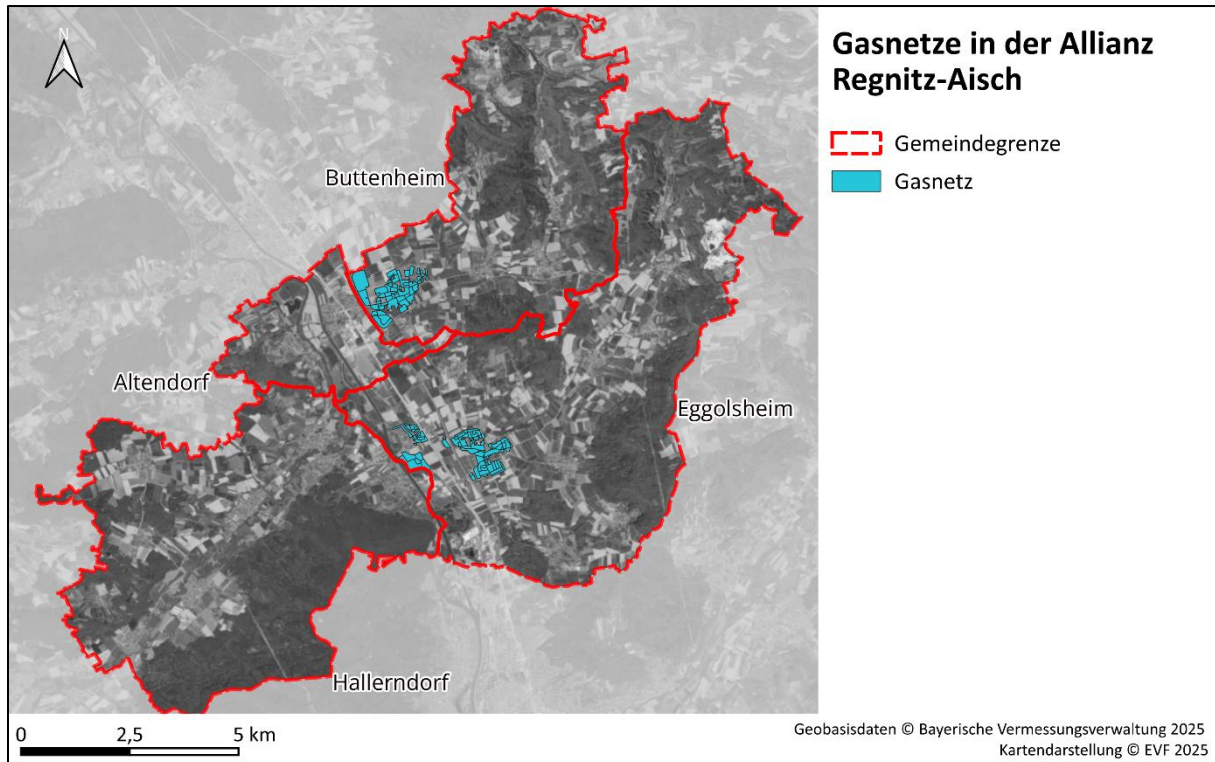 N
Gasnetze in der Allianz
Regnitz-Aisch
Gemeindegrenze
Gasnetz
Buttenheim
Altendorf
Eggolsheim
Hallerndorf
0 2,5 5 km
Geobasisdaten © Bayerische Vermessungsverwaltung 2025
Kartendarstellung © EVF 2025